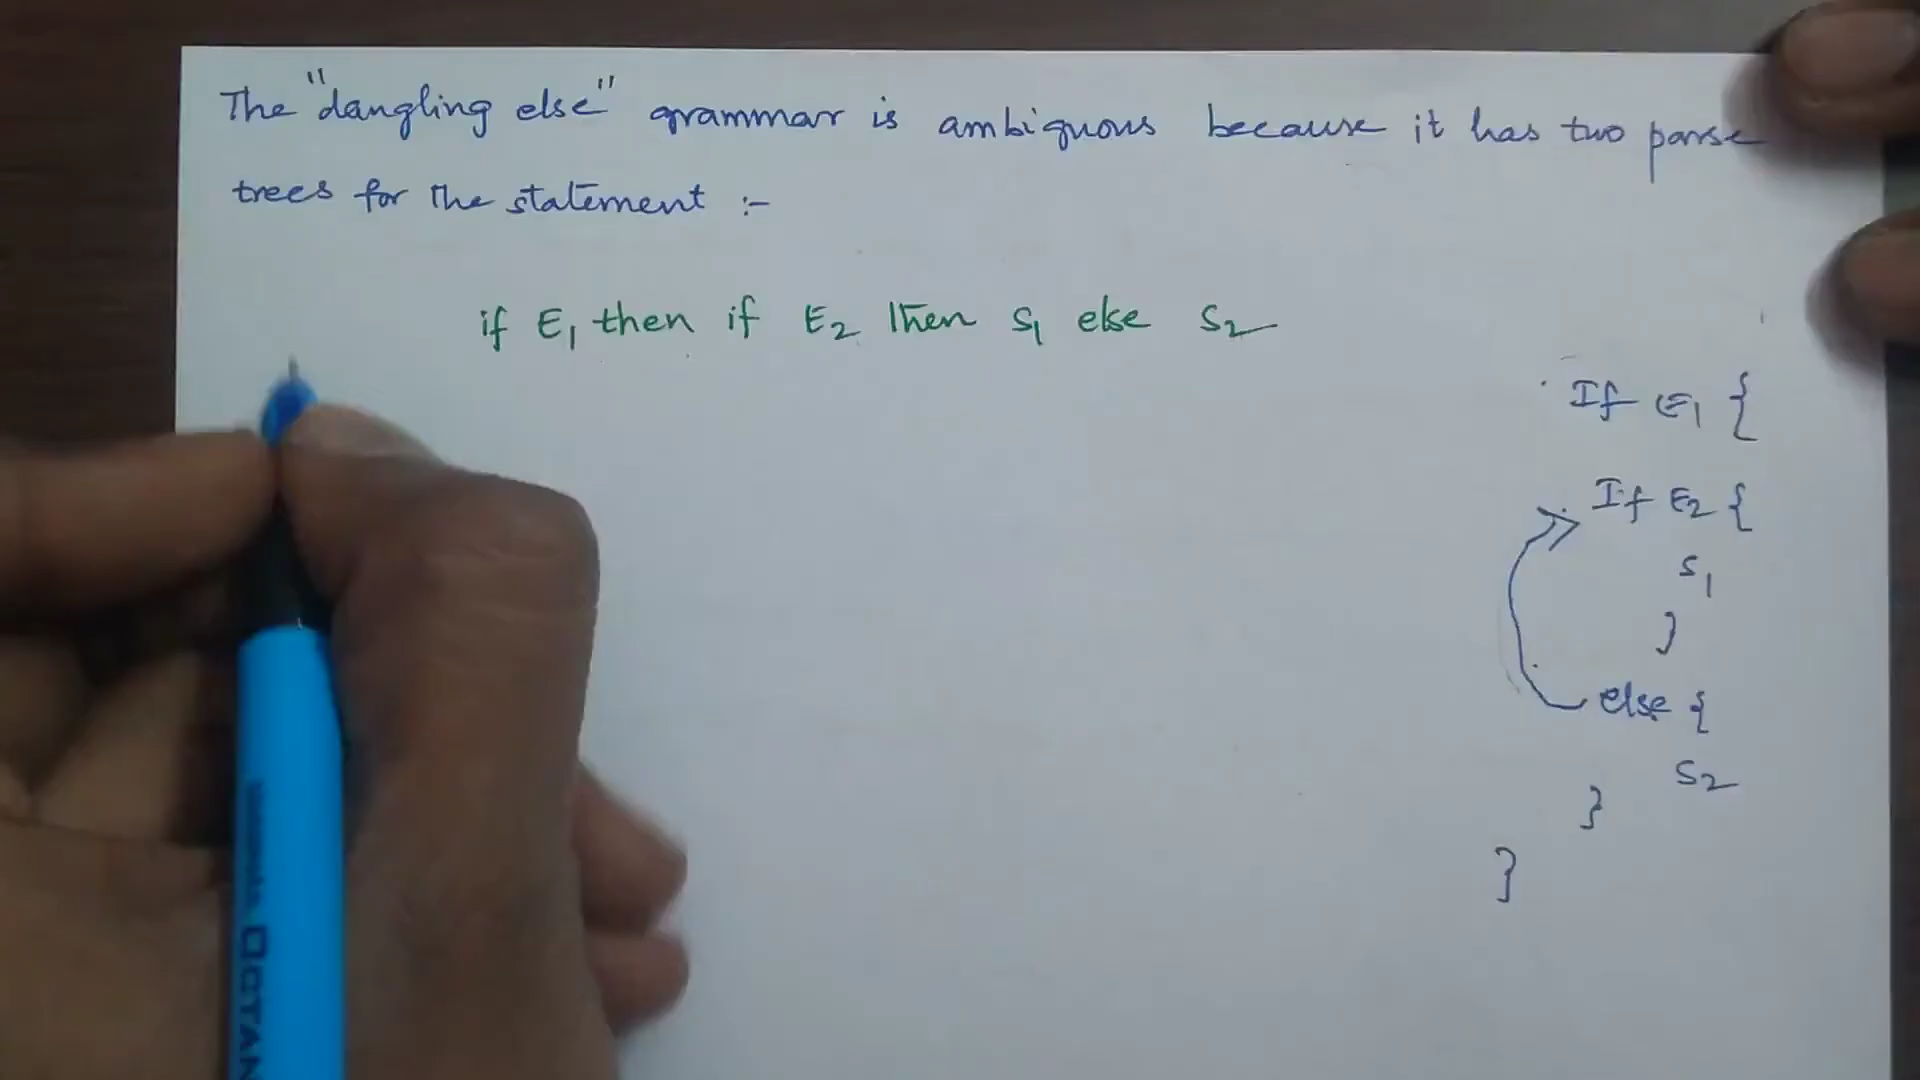 The "dangling else" grammar is ambiguous because it has two parse
trees for the statement :-
if E1 then if E2 then S1 else S2
If E1 {
If E2 {
S1
}
else {
S2
}
}
OCTAN